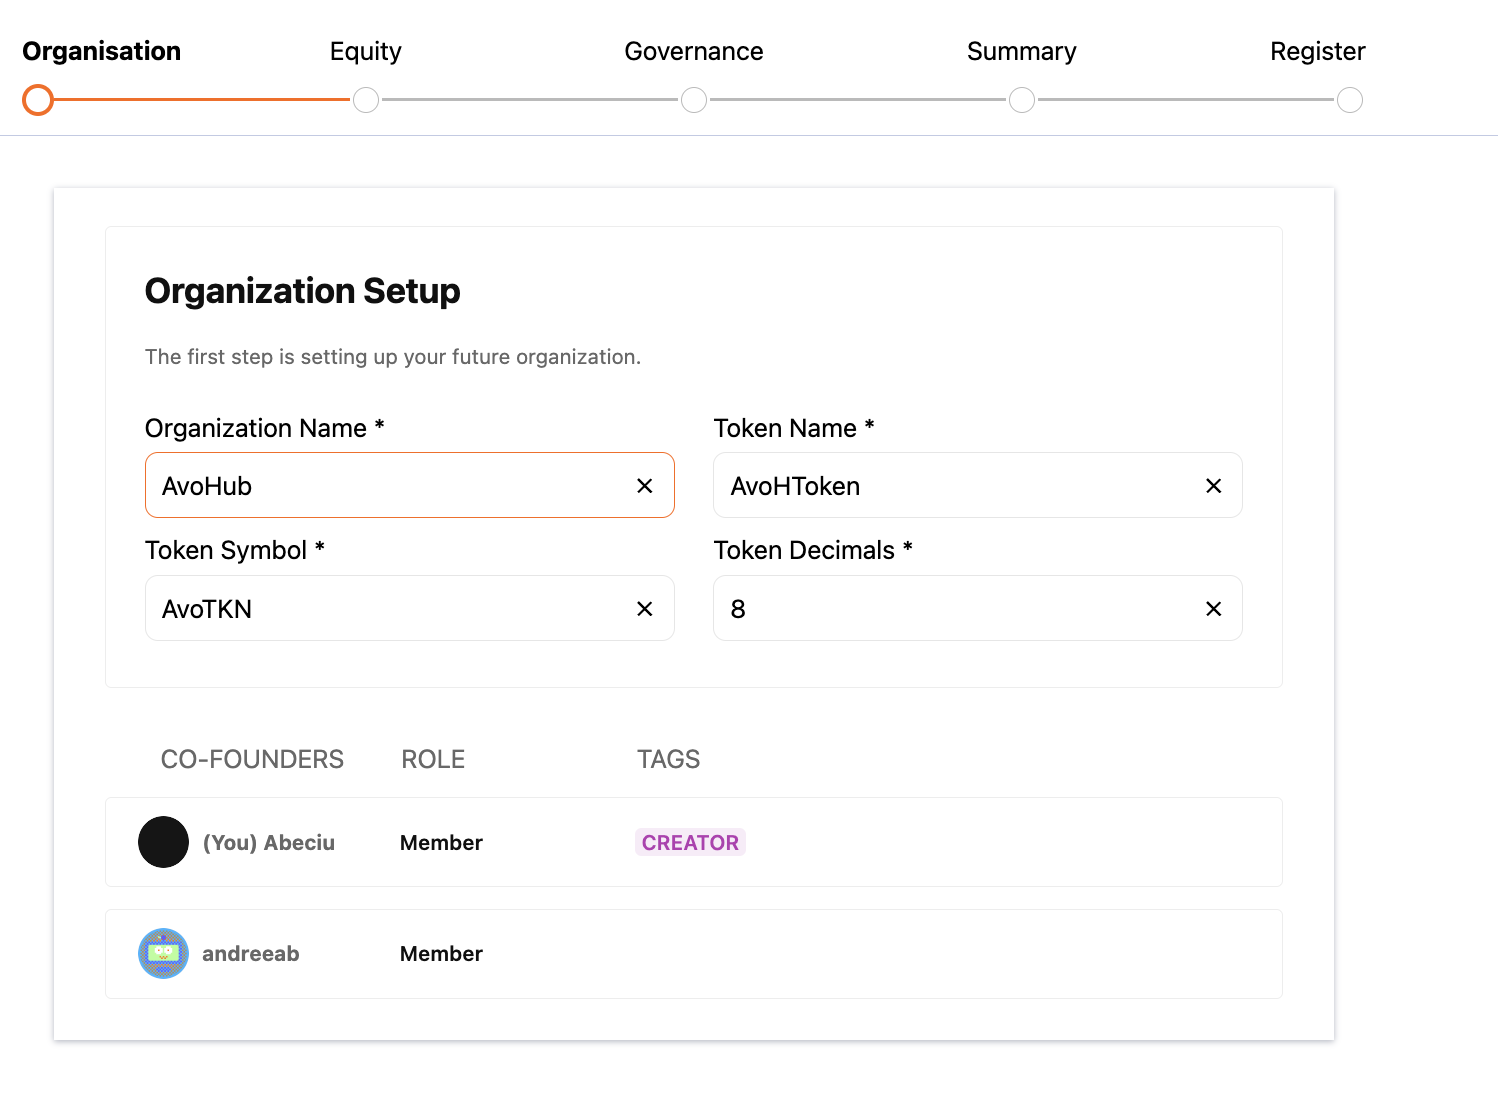 Organisation Equity Governance Summary Register
Organization Setup
The first step is setting up your future organization.
Organization Name * Token Name *
AvoHub AvoHToken
Token Symbol * Token Decimals *
AvoTKN 8
CO-FOUNDERS ROLE TAGS
(You) Abeciu Member CREATOR
andreeab Member